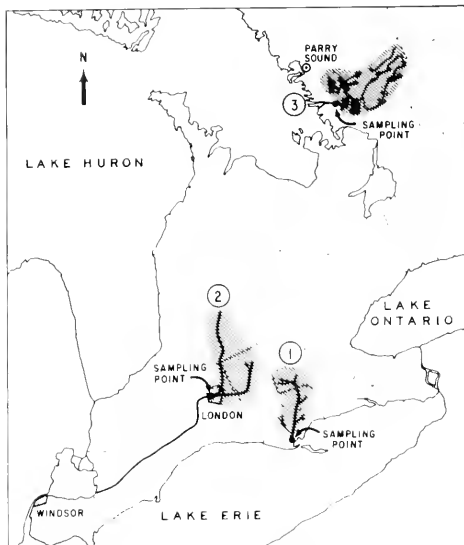 PARRY
SOUND
N
3
SAMPLING
POINT
LAKE HURON
2
LAKE
ONTARIO
1
SAMPLING
POINT
LONDON
SAMPLING
POINT
WINDSOR
LAKE ERIE